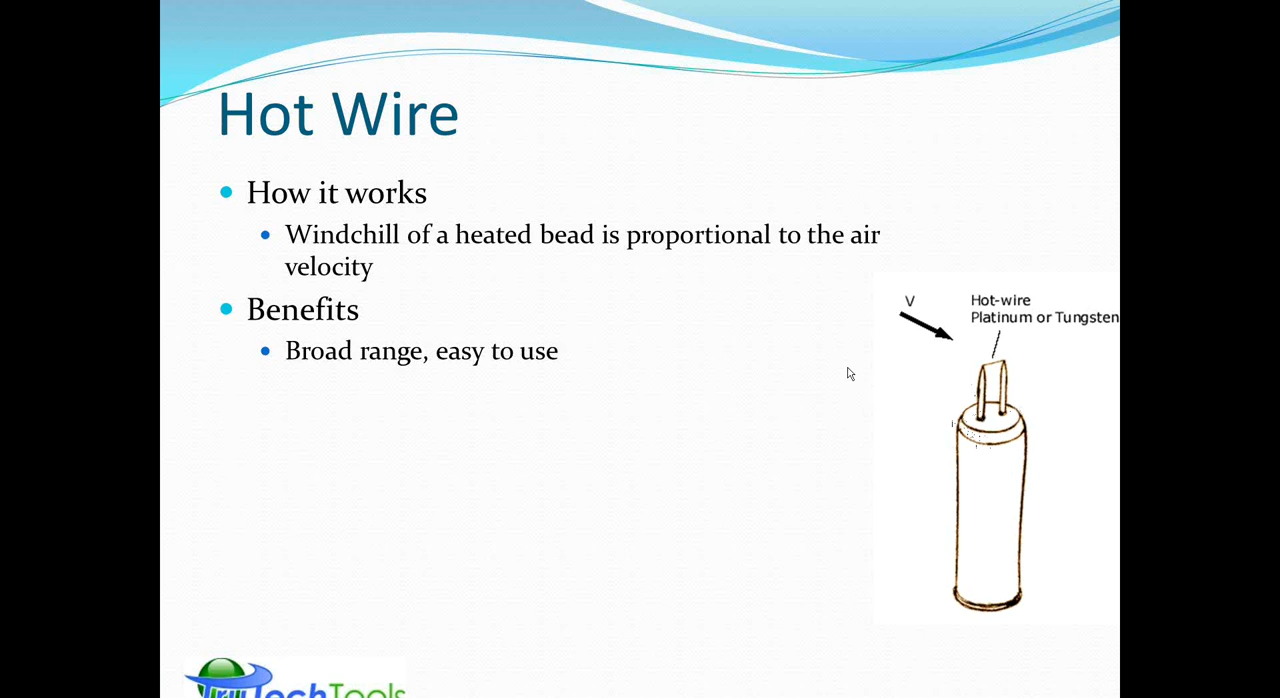 Hot Wire
How it works
Windchill of a heated bead is proportional to the air
velocity
Benefits
Broad range, easy to use
V
Hot-wire
Platinum or Tungsten
TruTechTools